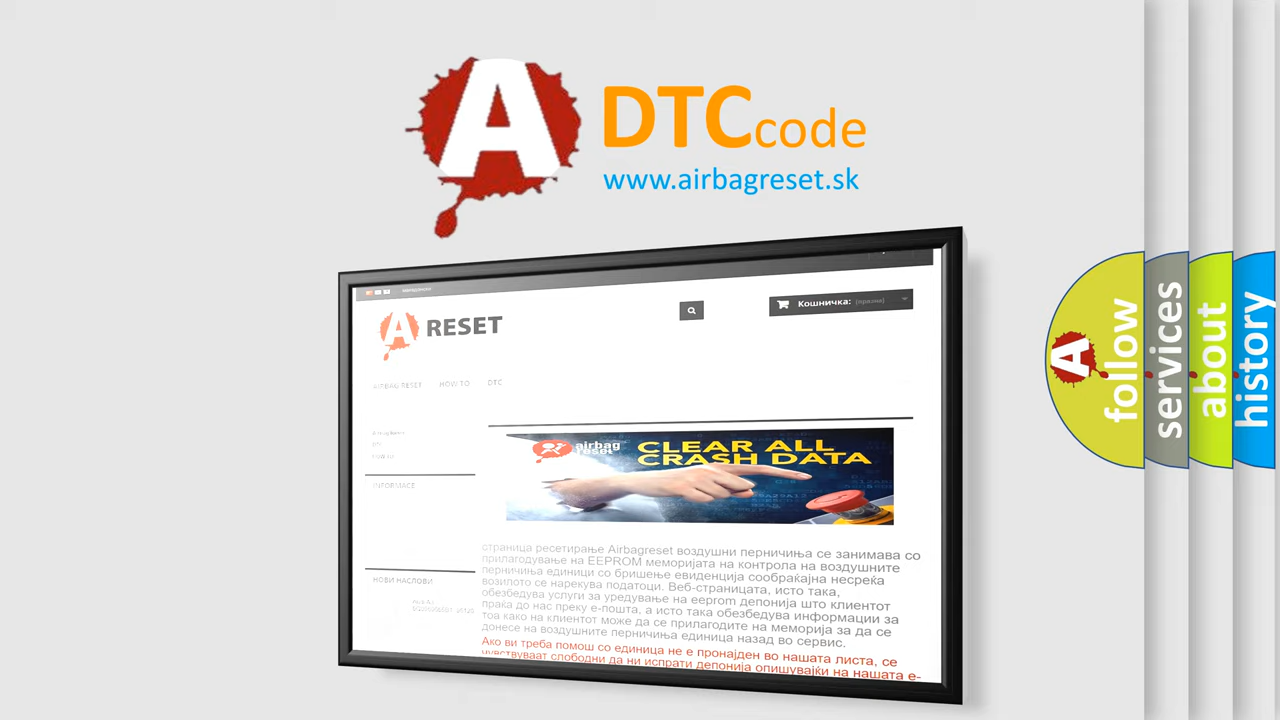 A
DTCcode
www.airbagreset.sk
A RESET
Кошничка: (празни)
AIRBAG RESET HOW TO DTC
airbag
reset
CLEAR ALL
CRASH DATA
INFORMACE
страница ресетирање Airbagreset воздушни перничиња се занимава со
прилагодување на EEPROM меморијата на контрола на воздушните
перничиња единици со бришење евиденција сообраќајна несреќа
возилото се нарекува податоци. Веб-страницата, исто така,
обезбедува услуги за уредување на eeprom депонија што клиентот
праќа до нас преку е-пошта, а исто така обезбедува информации за
тоа како на клиентот може да се прилагодите на меморија за да се
донесе на воздушните перничиња единица назад во сервис.
НОВИ НАСЛОВИ
Ако ви треба помош со единица не е пронајден во нашата листа, се
чувствуваат слободни да ни испрати депонија опишувајќи на нашата е-
A
follow
services
about
history